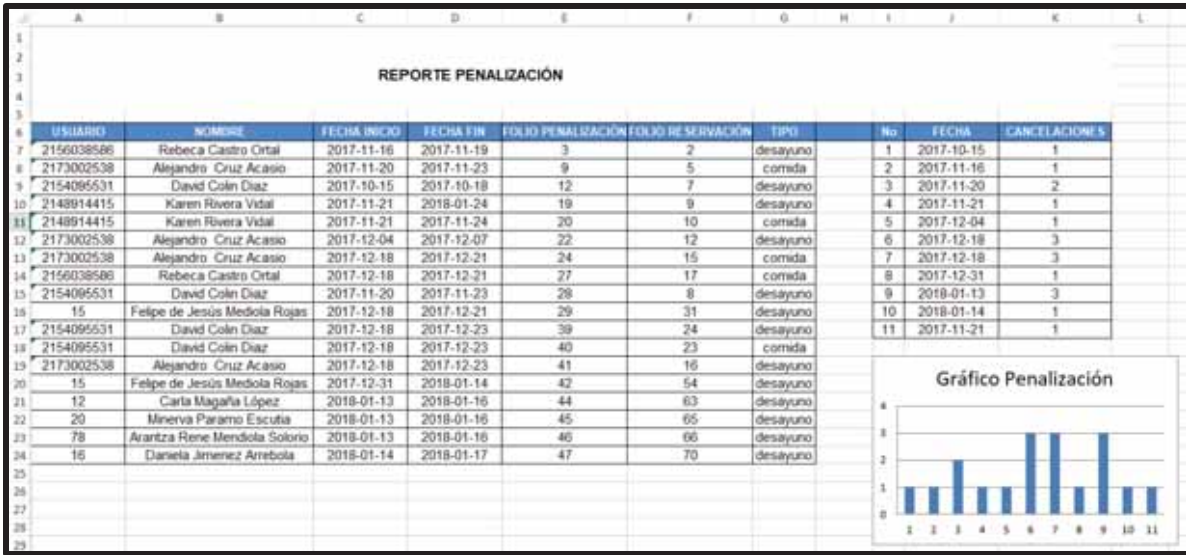 A B C D E F G H I J K L
1
2
3 REPORTE PENALIZACIÓN
4
5
6 USUARIO NOMBRE FECHA INICIO FECHA FIN FOLIO PENALIZACIÓN FOLIO RESERVACIÓN TIPO No FECHA CANCELACIONES
7 2156038586 Rebeca Castro Ortal 2017-11-16 2017-11-19 3 2 desayuno 1 2017-10-15 1
8 2173002538 Alejandro Cruz Acasio 2017-11-20 2017-11-23 9 5 comida 2 2017-11-16 1
9 2154095531 David Colin Diaz 2017-10-15 2017-10-18 12 7 desayuno 3 2017-11-20 2
10 2148914415 Karen Rivera Vidal 2017-11-21 2018-01-24 19 9 desayuno 4 2017-11-21 1
11 2148914415 Karen Rivera Vidal 2017-11-21 2017-11-24 20 10 comida 5 2017-12-04 1
12 2173002538 Alejandro Cruz Acasio 2017-12-04 2017-12-07 22 12 desayuno 6 2017-12-18 3
13 2173002538 Alejandro Cruz Acasio 2017-12-18 2017-12-21 24 15 comida 7 2017-12-18 3
14 2156038586 Rebeca Castro Ortal 2017-12-18 2017-12-21 27 17 comida 8 2017-12-31 1
15 2154095531 David Colin Diaz 2017-11-20 2017-11-23 28 8 desayuno 9 2018-01-13 3
16 15 Felipe de Jesús Mediola Rojas 2017-12-18 2017-12-21 29 31 desayuno 10 2018-01-14 1
17 2154095531 David Colin Diaz 2017-12-18 2017-12-23 39 24 desayuno 11 2017-11-21 1
18 2154095531 David Colin Diaz 2017-12-18 2017-12-23 40 23 comida
19 2173002538 Alejandro Cruz Acasio 2017-12-18 2017-12-23 41 16 desayuno
20 15 Felipe de Jesús Mediola Rojas 2017-12-31 2018-01-14 42 54 desayuno
21 12 Carla Magaña López 2018-01-13 2018-01-16 44 63 desayuno
22 20 Minerva Paramo Escutia 2018-01-13 2018-01-16 45 65 desayuno
23 78 Arantza Rene Mendiola Solorio 2018-01-13 2018-01-16 46 66 desayuno
24 16 Daniela Jimenez Arrebola 2018-01-14 2018-01-17 47 70 desayuno
25
26
27
28
29
Gráfico Penalización
4
3
2
1
0
1 2 3 4 5 6 7 8 9 10 11